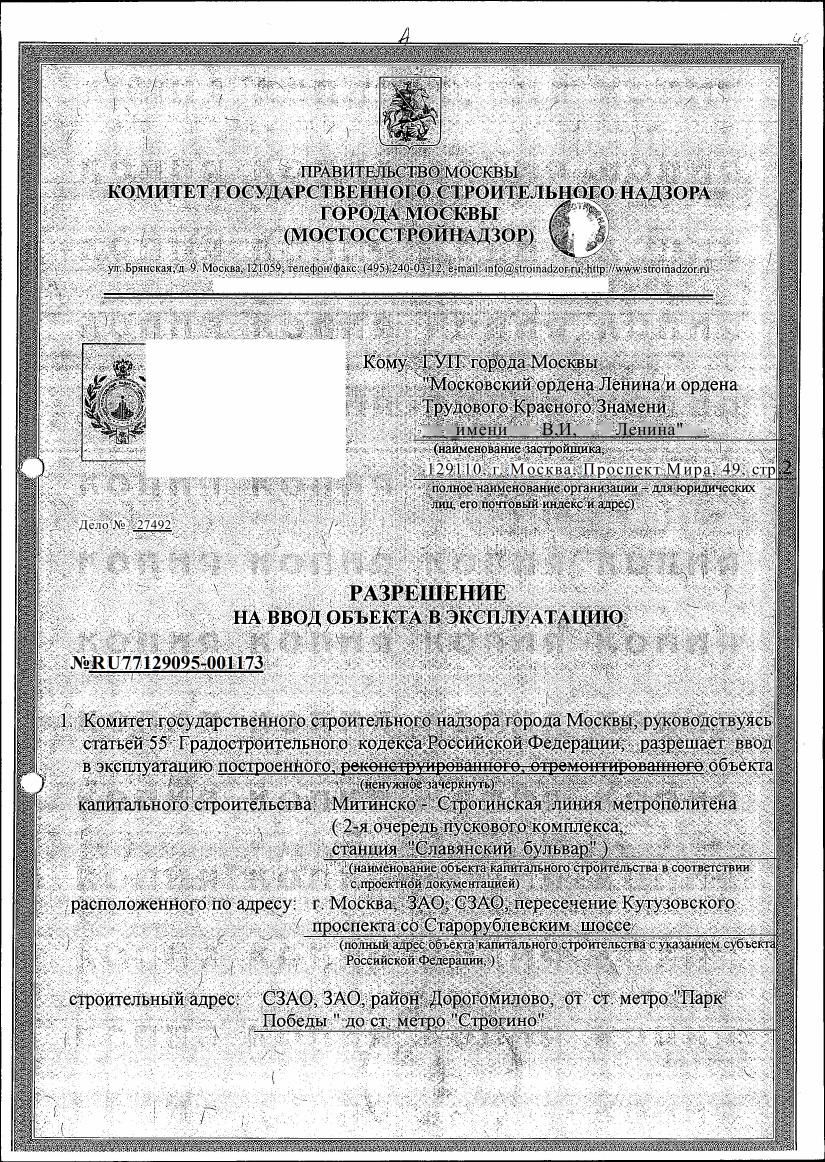 А
45
ПРАВИТЕЛЬСТВО МОСКВЫ
КОМИТЕТ ГОСУДАРСТВЕННОГО СТРОИТЕЛЬНОГО НАДЗОРА
ГОРОДА МОСКВЫ
(МОСГОССТРОЙНАДЗОР)
ул. Брянская, д. 9. Москва, 121059, телефон/факс: (495) 240-03-12, e-mail: info@stroinadzor.ru; http://www.stroinadzor.ru
Кому ГУП города Москвы
"Московский ордена Ленина и ордена
Трудового Красного Знамени
имени В.И. Ленина"
(наименование застройщика,
129110, г. Москва, Проспект Мира, 49, стр 2
полное наименование организации – для юридических
лиц, его почтовый индекс и адрес)
Дело № 27492
РАЗРЕШЕНИЕ
НА ВВОД ОБЪЕКТА В ЭКСПЛУАТАЦИЮ
№RU77129095-001173
1. Комитет государственного строительного надзора города Москвы, руководствуясь
статьей 55 Градостроительного кодекса Российской Федерации, разрешает ввод
в эксплуатацию построенного, реконструированного, отремонтированного объекта
(ненужное зачеркнуть)
капитального строительства: Митинско - Строгинская линия метрополитена
( 2-я очередь пускового комплекса,
станция "Славянский бульвар" )
(наименование объекта капитального строительства в соответствии
с проектной документацией)
расположенного по адресу: г. Москва, ЗАО, СЗАО, пересечение Кутузовского
проспекта со Старорублевским шоссе
(полный адрес объекта капитального строительства с указанием субъекта
Российской Федерации, )
строительный адрес: СЗАО, ЗАО, район Дорогомилово, от ст. метро "Парк
Победы " до ст. метро "Строгино"